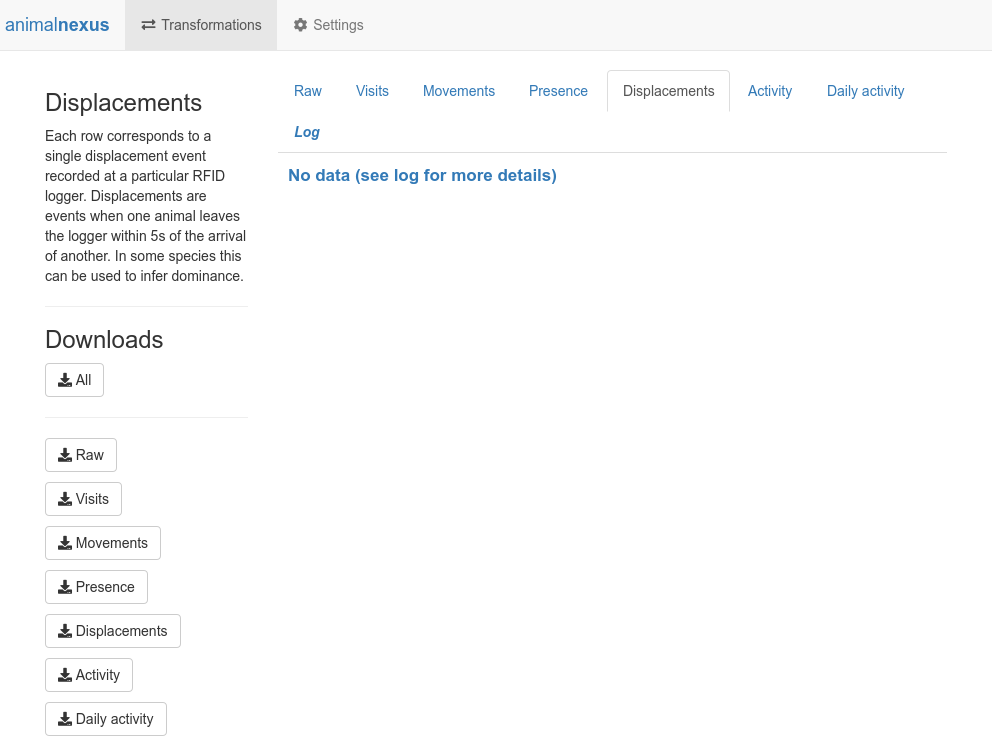 animalnexus Transformations Settings
Displacements
Each row corresponds to a
single displacement event
recorded at a particular RFID
logger. Displacements are
events when one animal leaves
the logger within 5s of the arrival
of another. In some species this
can be used to infer dominance.
Downloads
All
Raw
Visits
Movements
Presence
Displacements
Activity
Daily activity
Raw Visits Movements Presence Displacements Activity Daily activity
Log
No data (see log for more details)